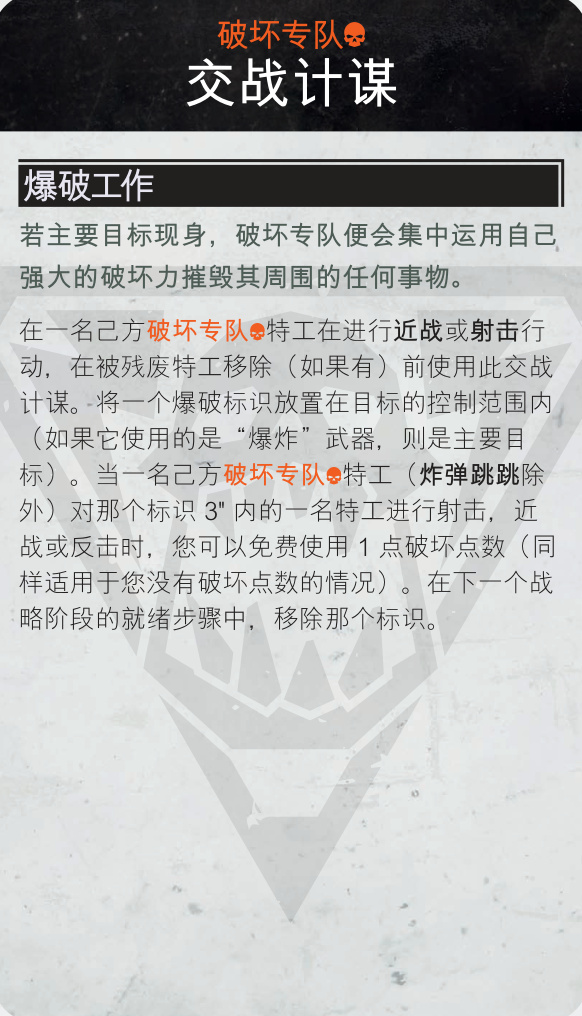 破坏专队
交战计谋
爆破工作
若主要目标现身，破坏专队便会集中运用自己
强大的破坏力摧毁其周围的任何事物。
在一名己方破坏专队特工在进行近战或射击行
动，在被残废特工移除（如果有）前使用此交战
计谋。将一个爆破标识放置在目标的控制范围内
（如果它使用的是“爆炸”武器，则是主要目
标）。当一名己方破坏专队特工（炸弹跳跳除
外）对那个标识 3" 内的一名特工进行射击，近
战或反击时，您可以免费使用 1 点破坏点数（同
样适用于您没有破坏点数的情况）。在下一个战
略阶段的就绪步骤中，移除那个标识。